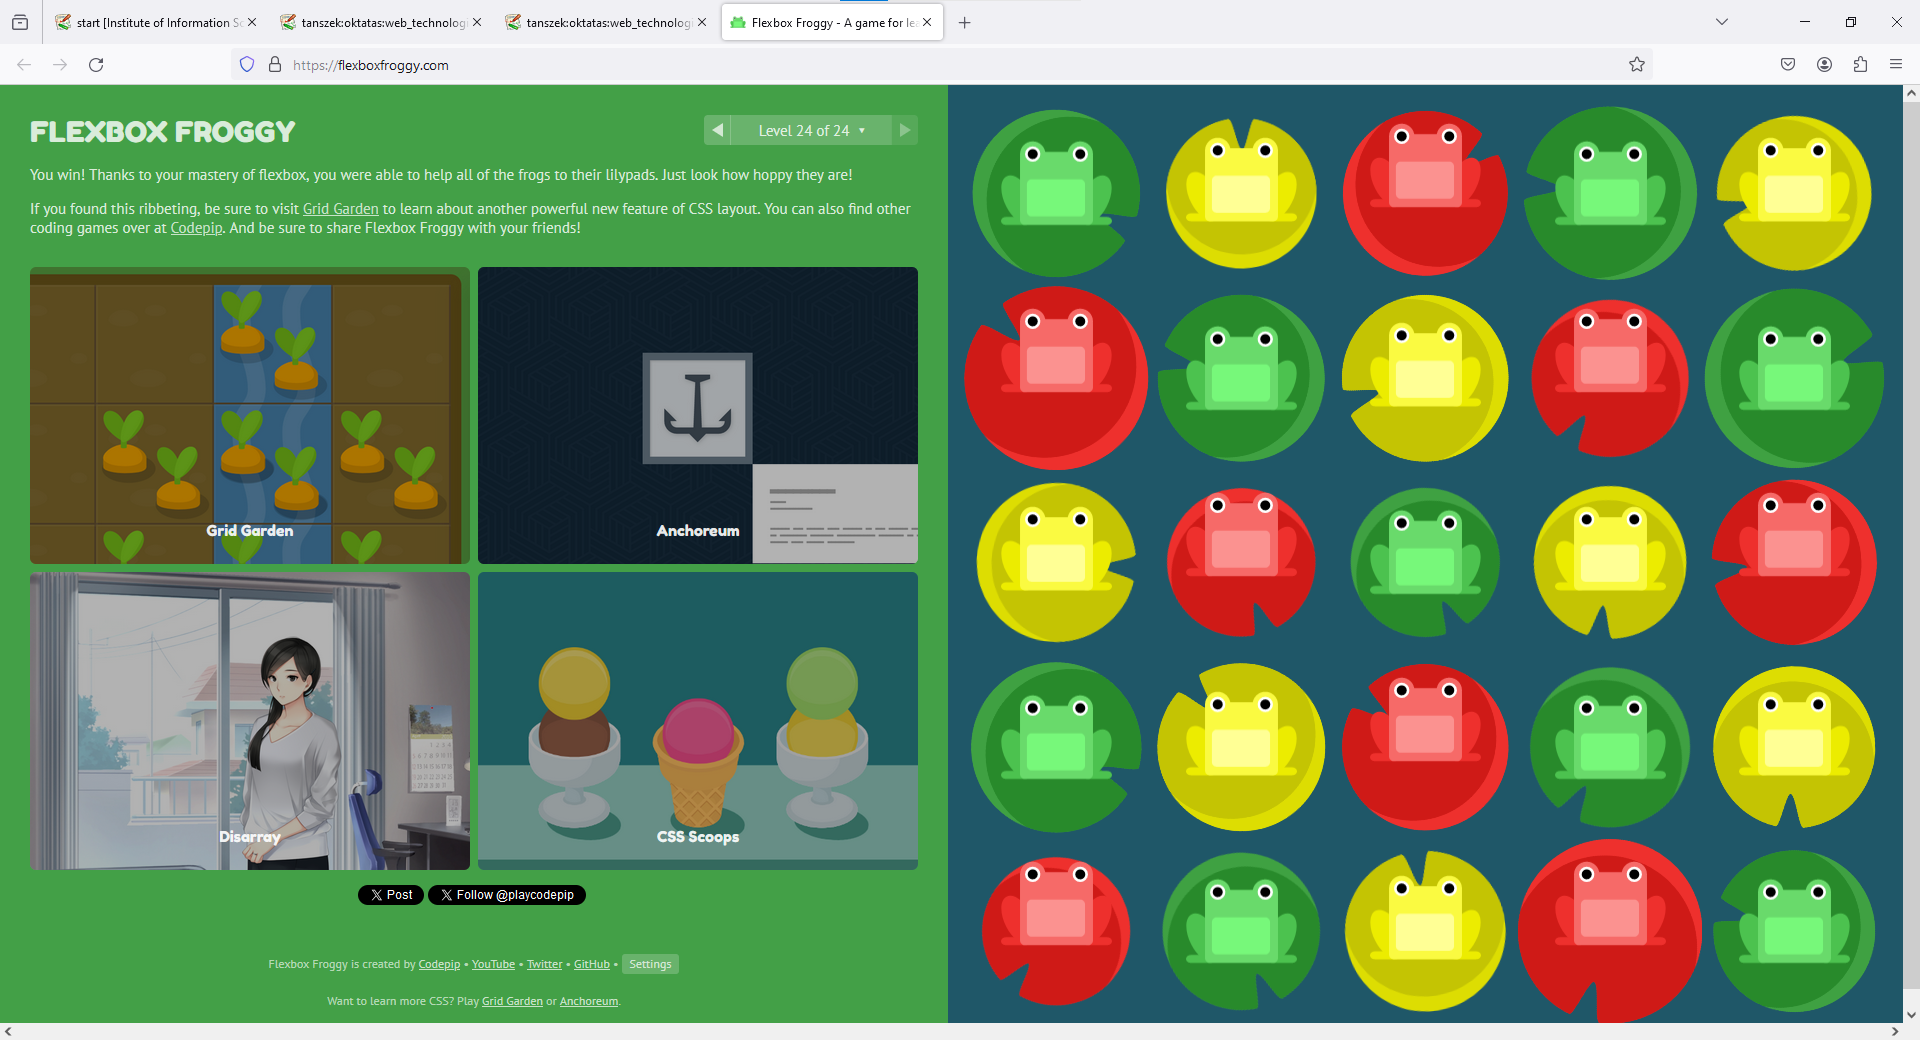 start [Institute of Information Sc
tanszek:oktatas:web_technologi
tanszek:oktatas:web_technologi
Flexbox Froggy - A game for le
https://flexboxfroggy.com
FLEXBOX FROGGY
Level 24 of 24
You win! Thanks to your mastery of flexbox, you were able to help all of the frogs to their lilypads. Just look how hoppy they are!
If you found this ribbeting, be sure to visit Grid Garden to learn about another powerful new feature of CSS layout. You can also find other
coding games over at Codepip. And be sure to share Flexbox Froggy with your friends!
Grid Garden
Anchoreum
Disarray
CSS Scoops
Post
Follow @playcodepip
Flexbox Froggy is created by Codepip • YouTube • Twitter • GitHub • Settings
Want to learn more CSS? Play Grid Garden or Anchoreum.